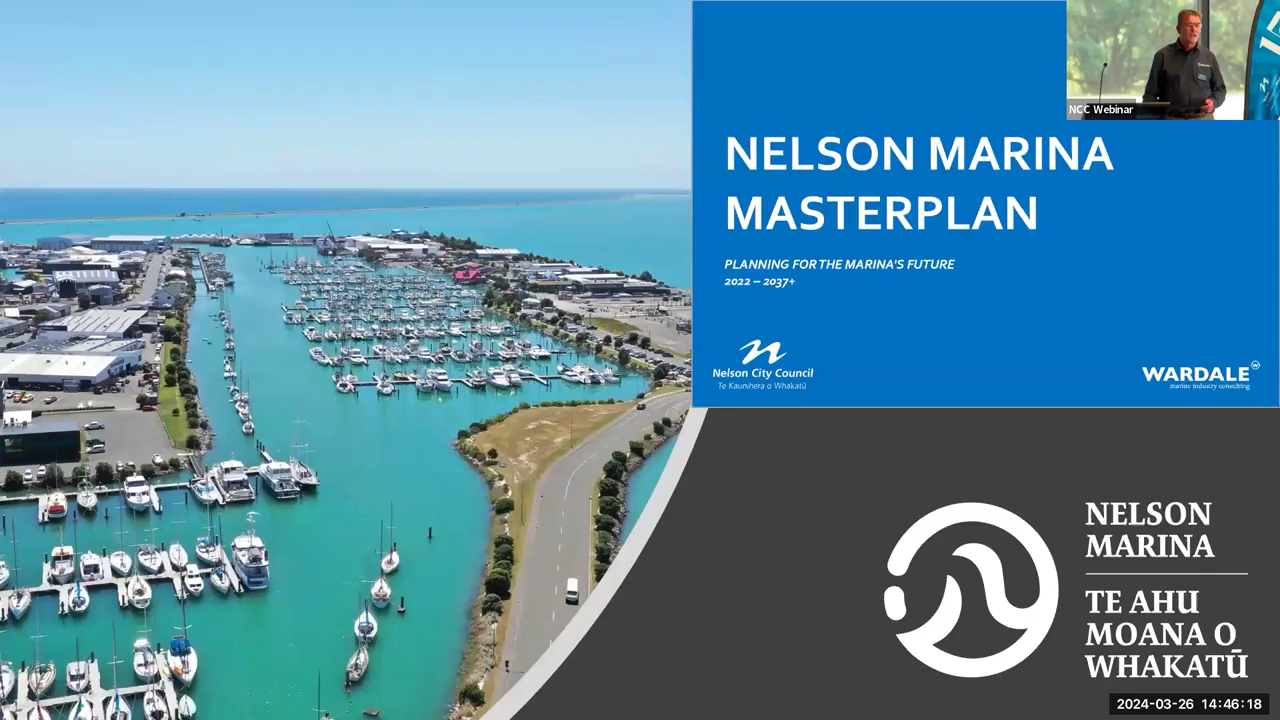 NCC Webinar
NELSON MARINA
MASTERPLAN
PLANNING FOR THE MARINA'S FUTURE
2022 – 2037+
Nelson City Council
Te Kaunihera o Whakatū
WARDALE
marine industry consulting
NELSON
MARINA
TE AHU
MOANA O
WHAKATŪ
2024-03-26 14:46:18